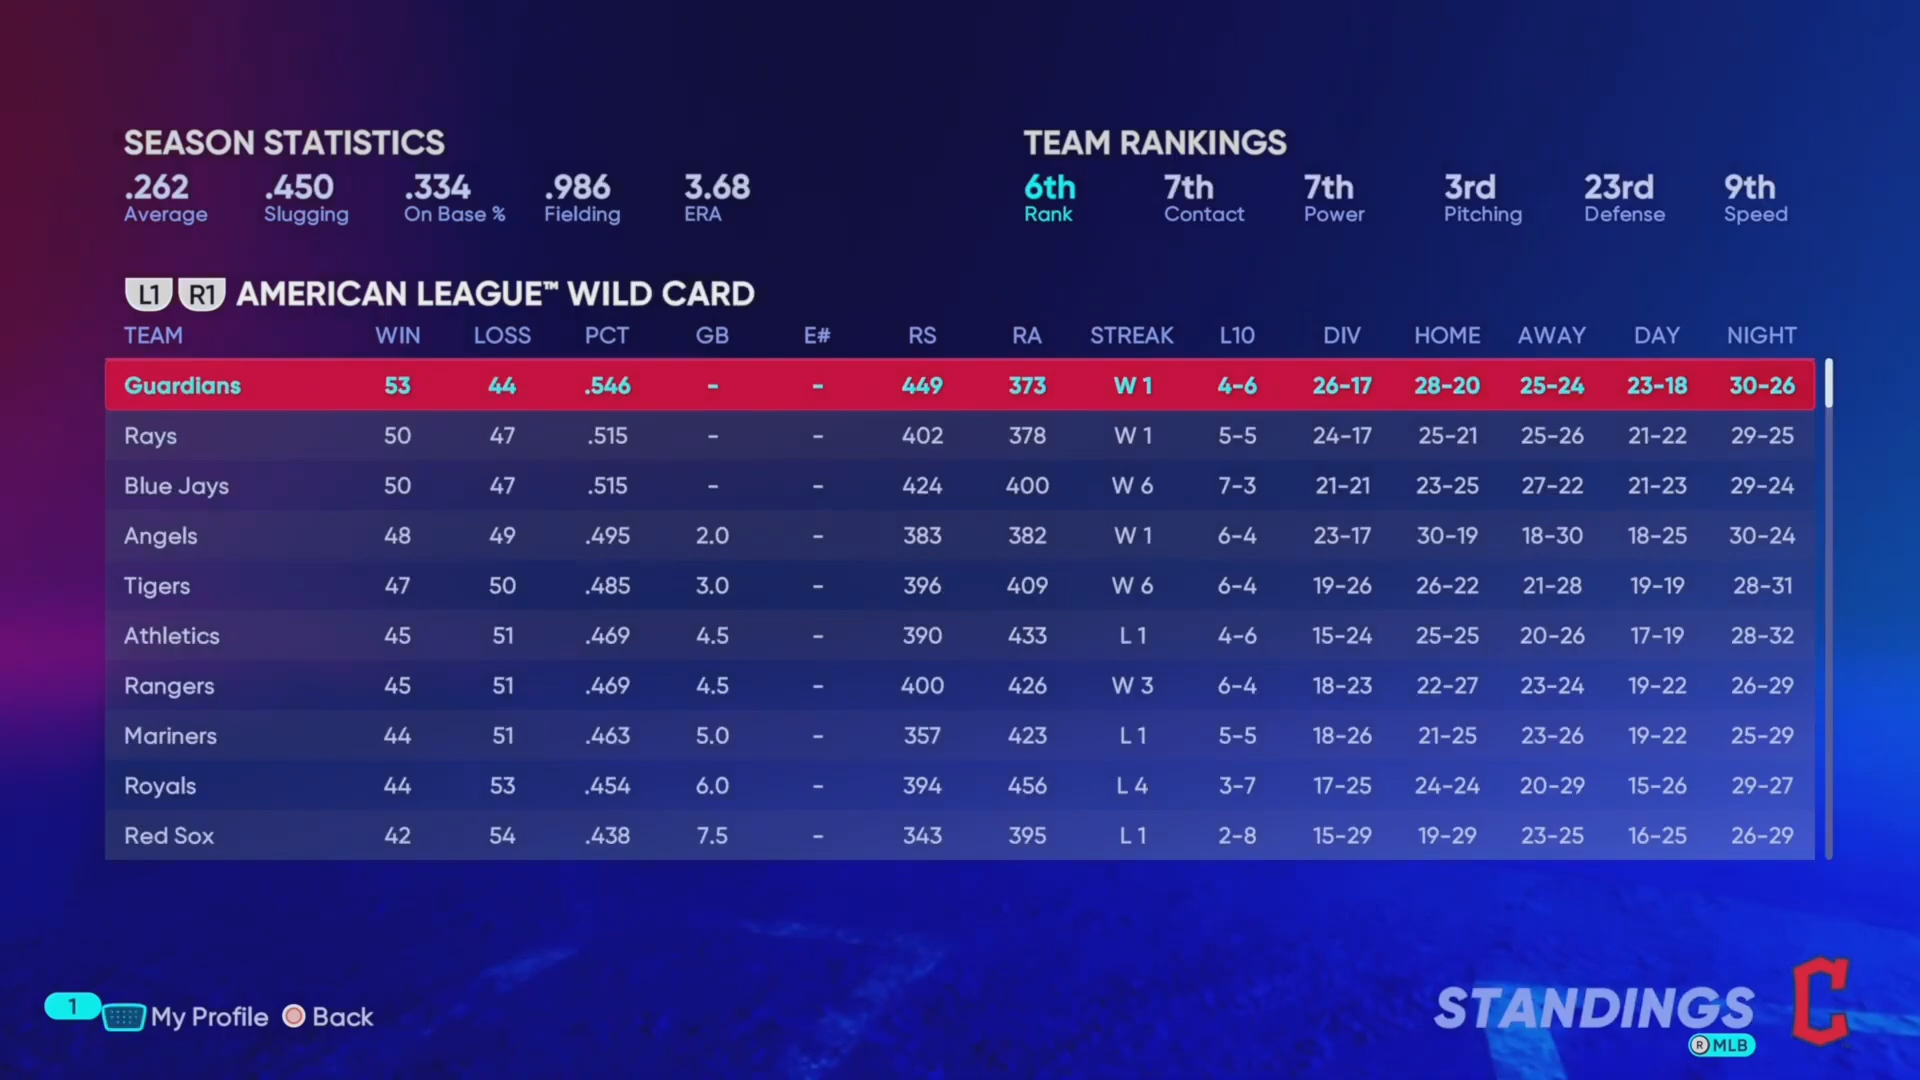 SEASON STATISTICS
.262 .450 .334 .986 3.68
Average Slugging On Base % Fielding ERA
TEAM RANKINGS
6th 7th 7th 3rd 23rd 9th
Rank Contact Power Pitching Defense Speed
L1 R1 AMERICAN LEAGUE™ WILD CARD
TEAM WIN LOSS PCT GB E# RS RA STREAK L10 DIV HOME AWAY DAY NIGHT
Guardians 53 44 .546 - - 449 373 W 1 4-6 26-17 28-20 25-24 23-18 30-26
Rays 50 47 .515 - - 402 378 W 1 5-5 24-17 25-21 25-26 21-22 29-25
Blue Jays 50 47 .515 - - 424 400 W 6 7-3 21-21 23-25 27-22 21-23 29-24
Angels 48 49 .495 2.0 - 383 382 W 1 6-4 23-17 30-19 18-30 18-25 30-24
Tigers 47 50 .485 3.0 - 396 409 W 6 6-4 19-26 26-22 21-28 19-19 28-31
Athletics 45 51 .469 4.5 - 390 433 L 1 4-6 15-24 25-25 20-26 17-19 28-32
Rangers 45 51 .469 4.5 - 400 426 W 3 6-4 18-23 22-27 23-24 19-22 26-29
Mariners 44 51 .463 5.0 - 357 423 L 1 5-5 18-26 21-25 23-26 19-22 25-29
Royals 44 53 .454 6.0 - 394 456 L 4 3-7 17-25 24-24 20-29 15-26 29-27
Red Sox 42 54 .438 7.5 - 343 395 L 1 2-8 15-29 19-29 23-25 16-25 26-29
1 My Profile Back
STANDINGS C
R MLB